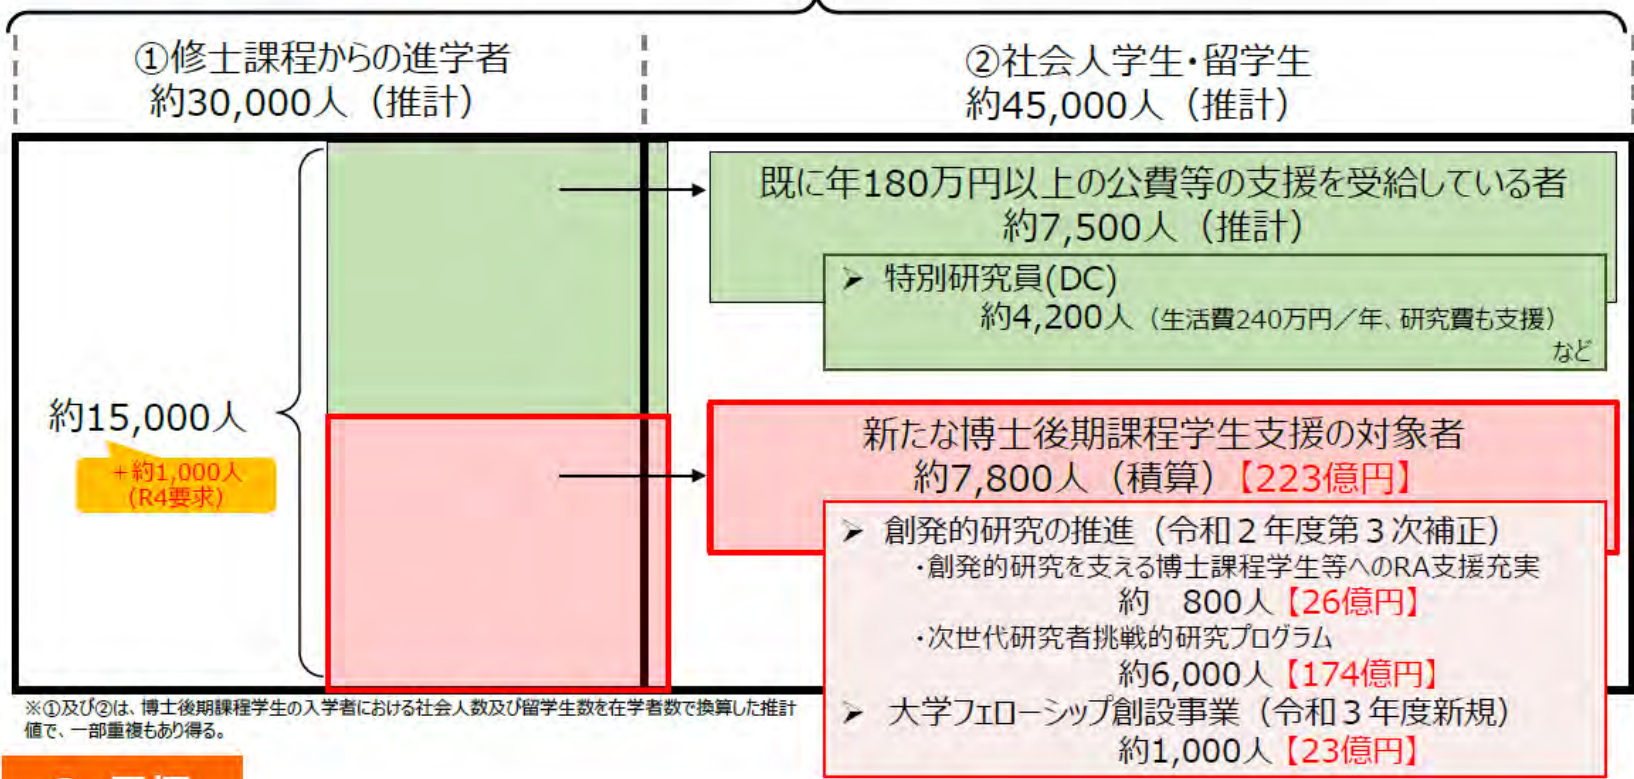 ①修士課程からの進学者
約30,000人（推計）
②社会人学生・留学生
約45,000人（推計）
既に年180万円以上の公費等の支援を受給している者
約7,500人（推計）
➢ 特別研究員(DC)
約4,200人（生活費240万円／年、研究費も支援）
など
約15,000人
＋約1,000人
(R4要求)
新たな博士後期課程学生支援の対象者
約7,800人（積算）【223億円】
➢ 創発的研究の推進（令和２年度第３次補正）
・創発的研究を支える博士課程学生等へのRA支援充実
約　800人【26億円】
・次世代研究者挑戦的研究プログラム
約6,000人【174億円】
➢ 大学フェローシップ創設事業（令和３年度新規）
約1,000人【23億円】
※①及び②は、博士後期課程学生の入学者における社会人数及び留学生数を在学者数で換算した推計
値で、一部重複もあり得る。